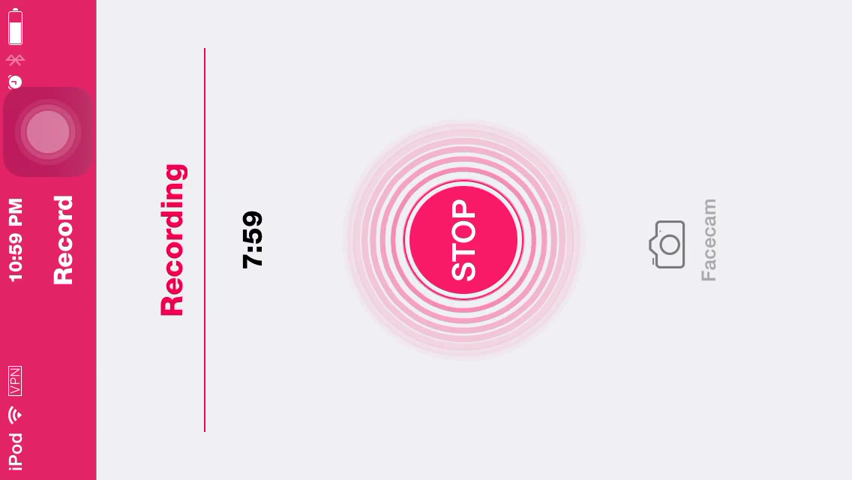 iPod VPN 10:59 PM
Record
Recording
7:59
STOP
Facecam